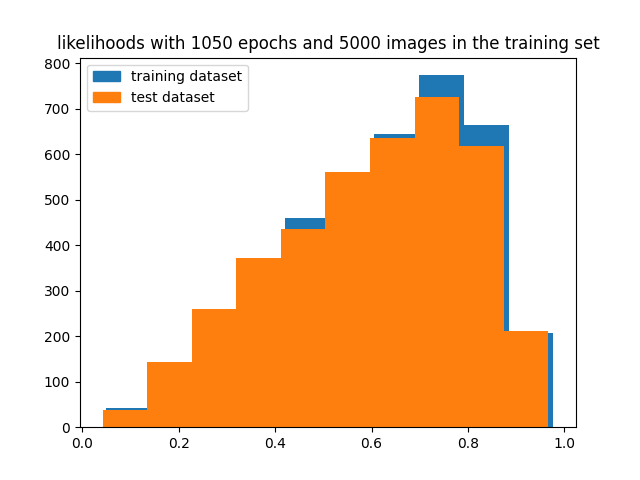 likelihoods with 1050 epochs and 5000 images in the training set
800
700
600
500
400
300
200
100
0
training dataset
test dataset
0.0 0.2 0.4 0.6 0.8 1.0